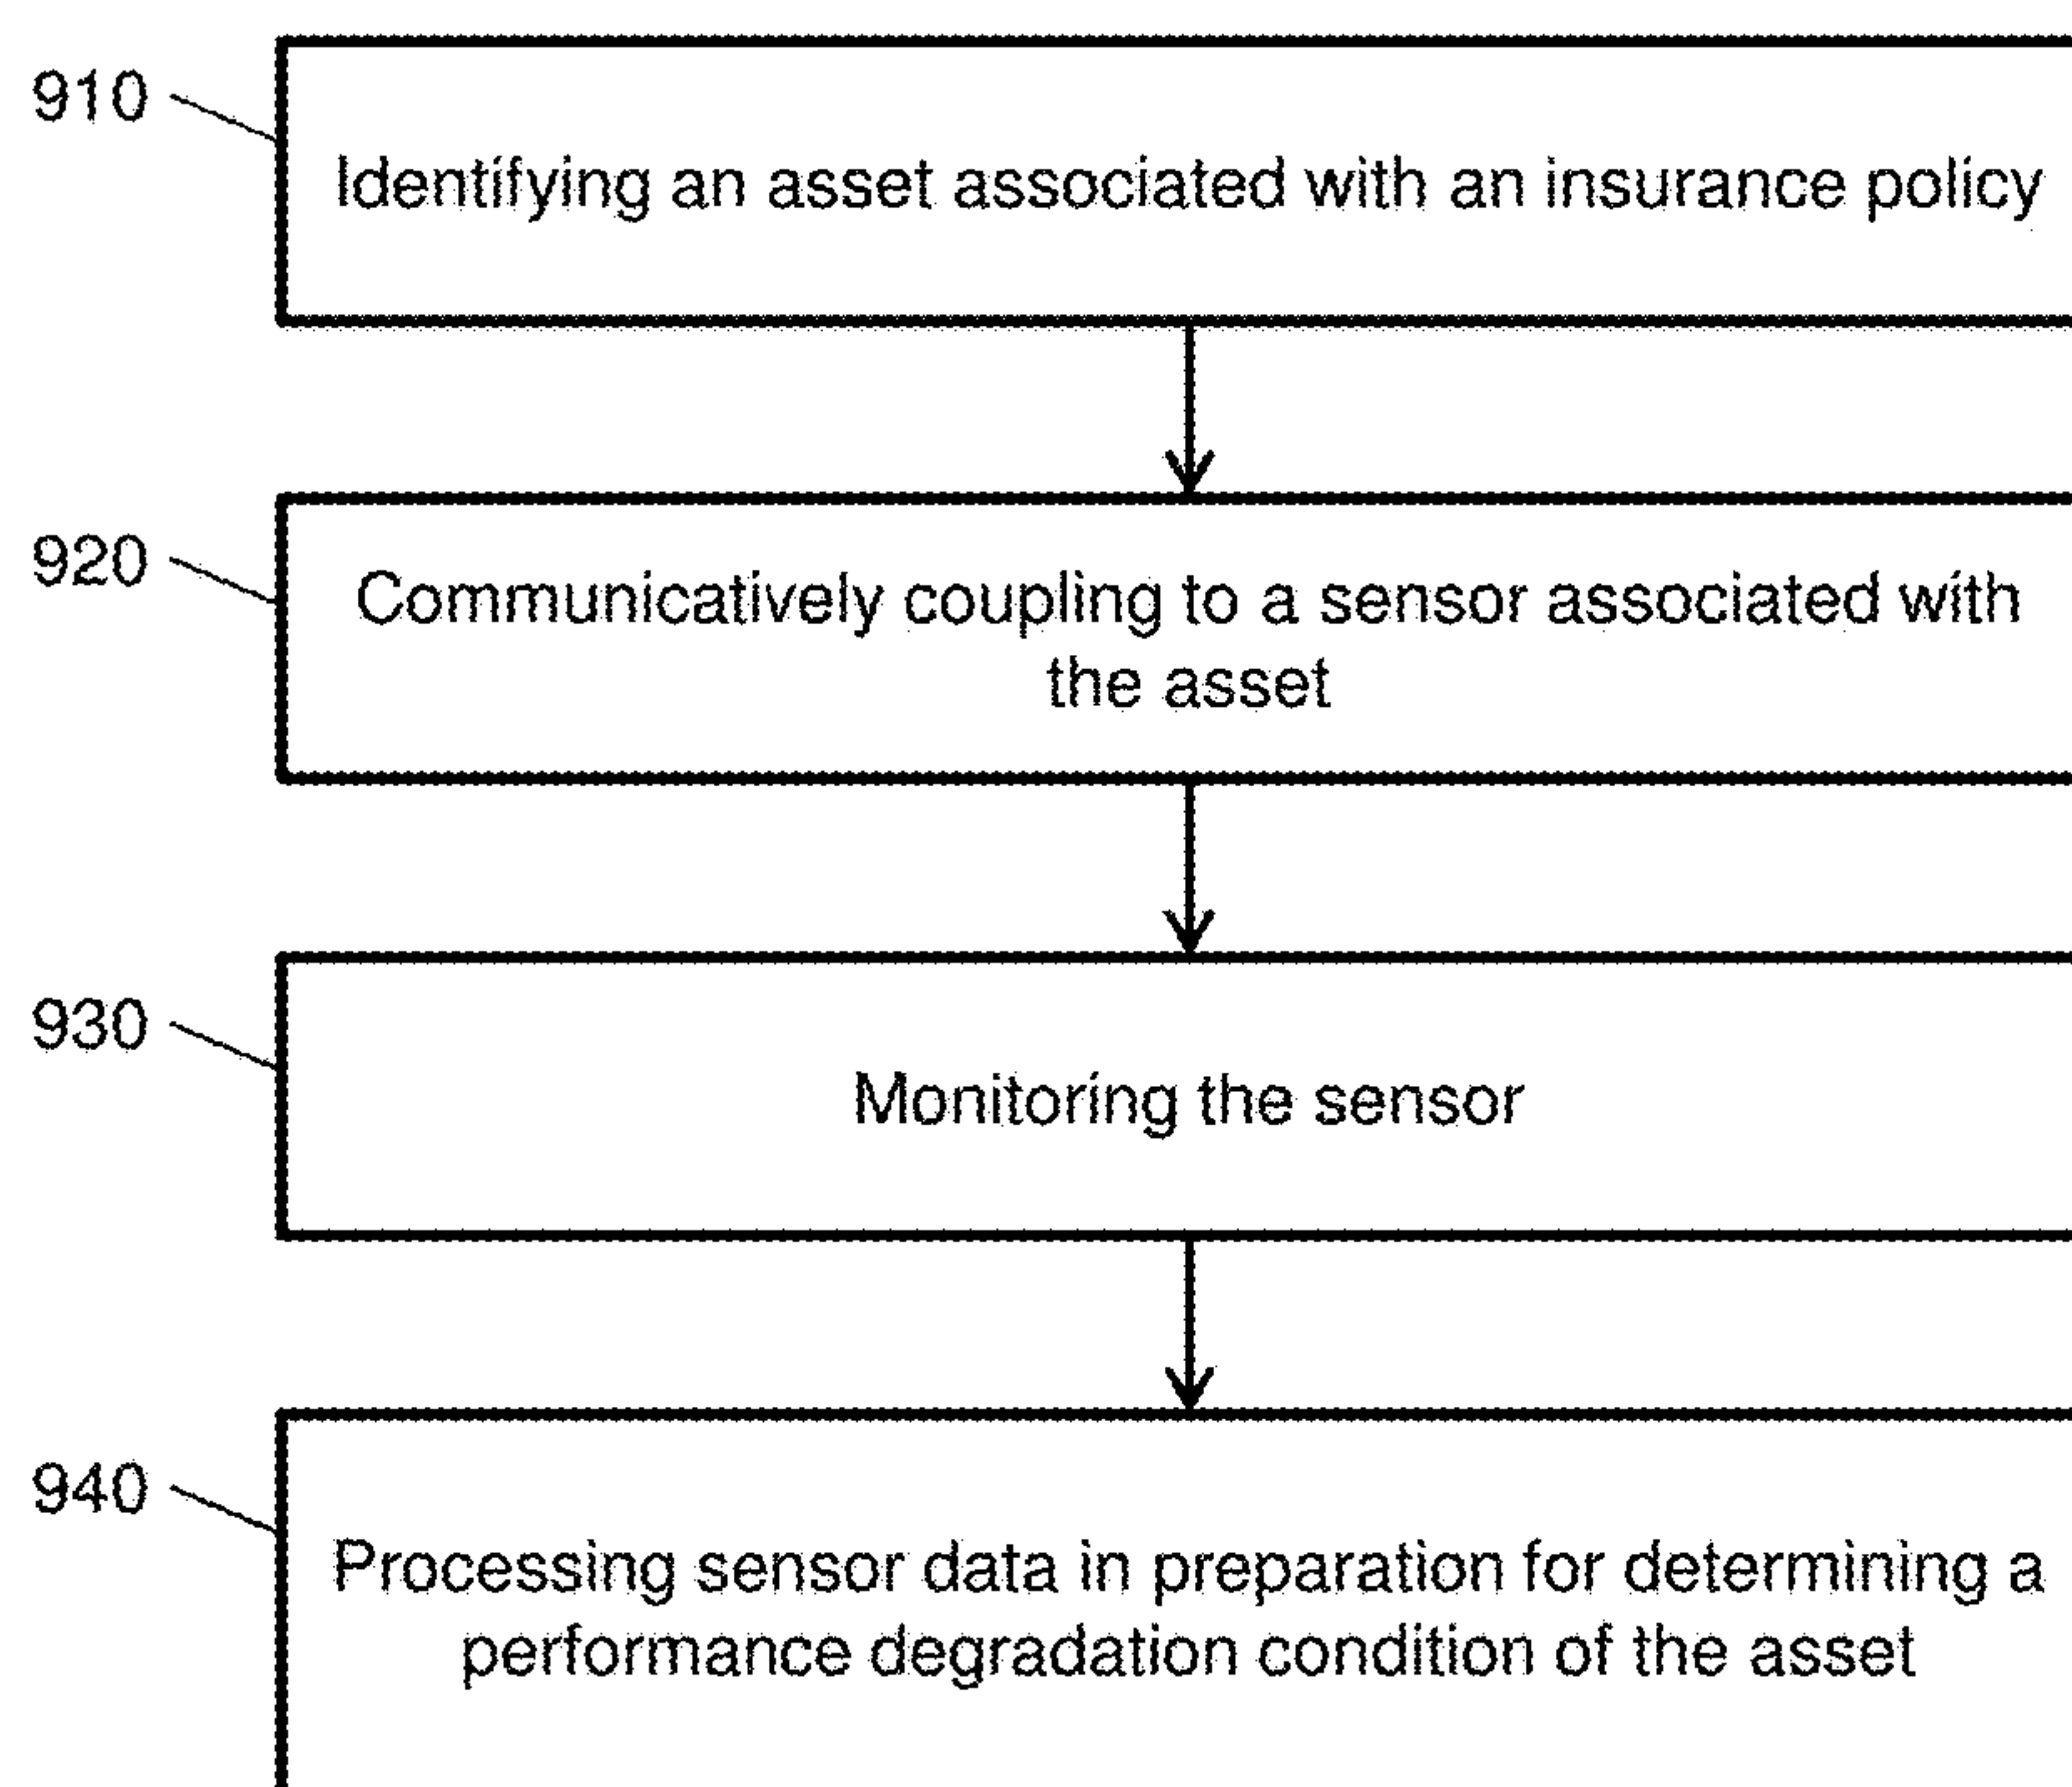 910
Identifying an asset associated with an insurance policy
920
Communicatively coupling to a sensor associated with
the asset
930
Monitoring the sensor
940
Processing sensor data in preparation for determining a
performance degradation condition of the asset